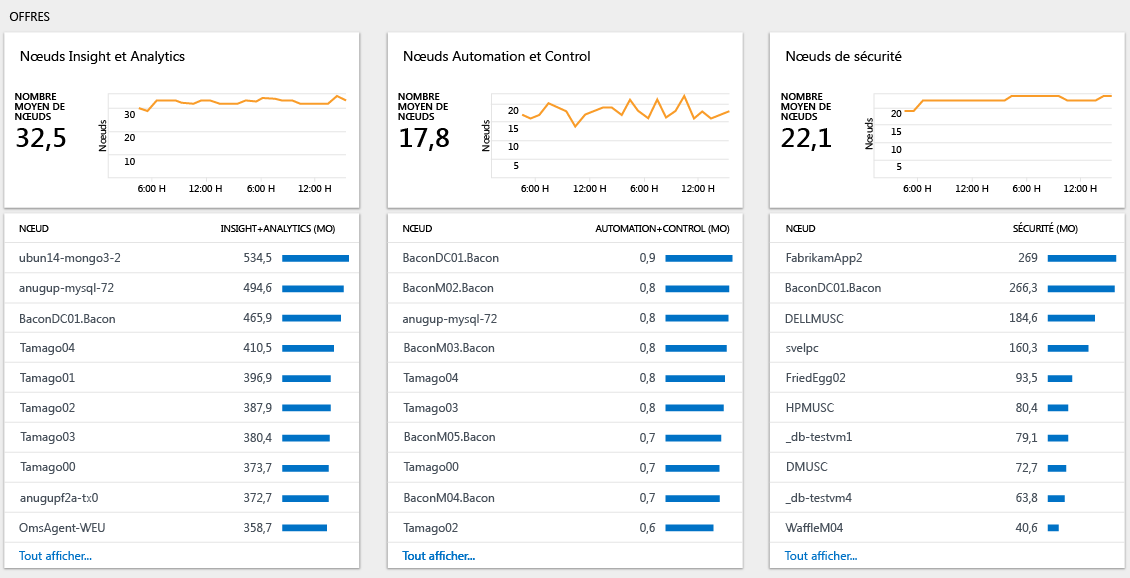 OFFRES
Nœuds Insight et Analytics
NOMBRE
MOYEN DE
NŒUDS
32,5
Nœuds
30
20
10
6:00 H 12:00 H 6:00 H 12:00 H
NŒUD INSIGHT+ANALYTICS (MO)
ubun14-mongo3-2 534,5
anugup-mysql-72 494,6
BaconDC01.Bacon 465,9
Tamago04 410,5
Tamago01 396,9
Tamago02 387,9
Tamago03 380,4
Tamago00 373,7
anugupf2a-tx0 372,7
OmsAgent-WEU 358,7
Tout afficher...
Nœuds Automation et Control
NOMBRE
MOYEN DE
NŒUDS
17,8
Nœuds
20
15
10
5
6:00 H 12:00 H 6:00 H 12:00 H
NŒUD AUTOMATION+CONTROL (MO)
BaconDC01.Bacon 0,9
BaconM02.Bacon 0,8
anugup-mysql-72 0,8
BaconM03.Bacon 0,8
Tamago04 0,8
Tamago03 0,8
BaconM05.Bacon 0,7
Tamago00 0,7
BaconM04.Bacon 0,7
Tamago02 0,6
Tout afficher...
Nœuds de sécurité
NOMBRE
MOYEN DE
NŒUDS
22,1
Nœuds
20
15
10
5
6:00 H 12:00 H 6:00 H 12:00 H
NŒUD SÉCURITÉ (MO)
FabrikamApp2 269
BaconDC01.Bacon 266,3
DELLMUSC 184,6
svelpc 160,3
FriedEgg02 93,5
HPMUSC 80,4
_db-testvm1 79,1
DMUSC 72,7
_db-testvm4 63,8
WaffleM04 40,6
Tout afficher...